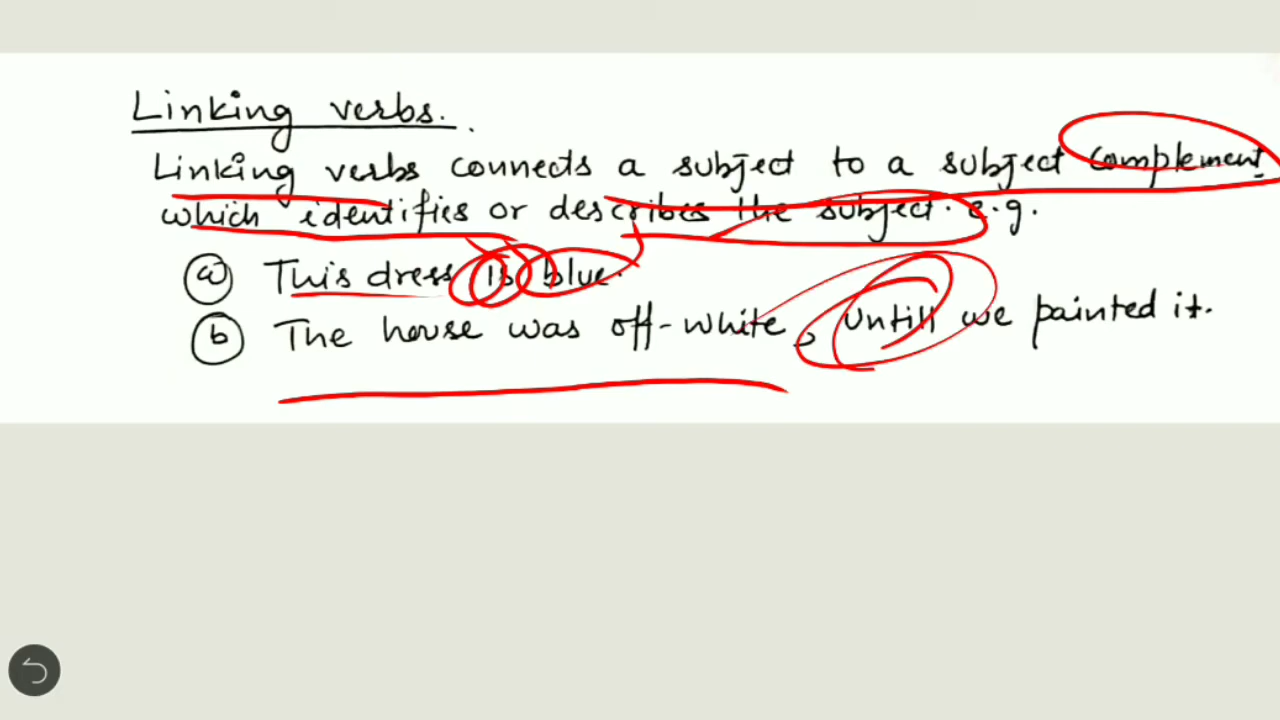 Linking verbs.
Linking verbs connects a subject to a subject complement
which identifies or describes the subject. e.g.
(a) This dress is blue.
(b) The house was off-white, untill we painted it.